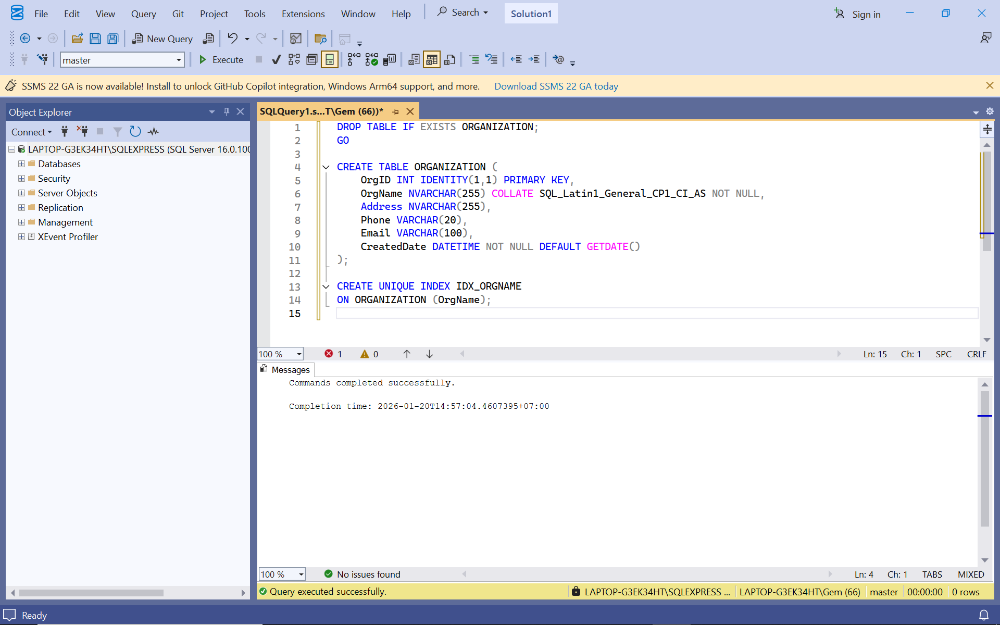 File Edit View Query Git Project Tools Extensions Window Help Search Solution1 Sign in
New Query
master Execute
SSMS 22 GA is now available! Install to unlock GitHub Copilot integration, Windows Arm64 support, and more. Download SSMS 22 GA today
Object Explorer
Connect
LAPTOP-G3EK34HT\SQLEXPRESS (SQL Server 16.0.100
Databases
Security
Server Objects
Replication
Management
XEvent Profiler
SQLQuery1.s...T\Gem (66))*
1 DROP TABLE IF EXISTS ORGANIZATION;
2 GO
3
4 CREATE TABLE ORGANIZATION (
5 OrgID INT IDENTITY(1,1) PRIMARY KEY,
6 OrgName NVARCHAR(255) COLLATE SQL_Latin1_General_CP1_CI_AS NOT NULL,
7 Address NVARCHAR(255),
8 Phone VARCHAR(20),
9 Email VARCHAR(100),
10 CreatedDate DATETIME NOT NULL DEFAULT GETDATE()
11 );
12
13 CREATE UNIQUE INDEX IDX_ORGNAME
14 ON ORGANIZATION (OrgName);
15
100 % 1 0 Ln: 15 Ch: 1 SPC CRLF
Messages
Commands completed successfully.
Completion time: 2026-01-20T14:57:04.4607395+07:00
100 % No issues found Ln: 4 Ch: 1 TABS MIXED
Query executed successfully. LAPTOP-G3EK34HT\SQLEXPRESS ... LAPTOP-G3EK34HT\Gem (66) master 00:00:00 0 rows
Ready